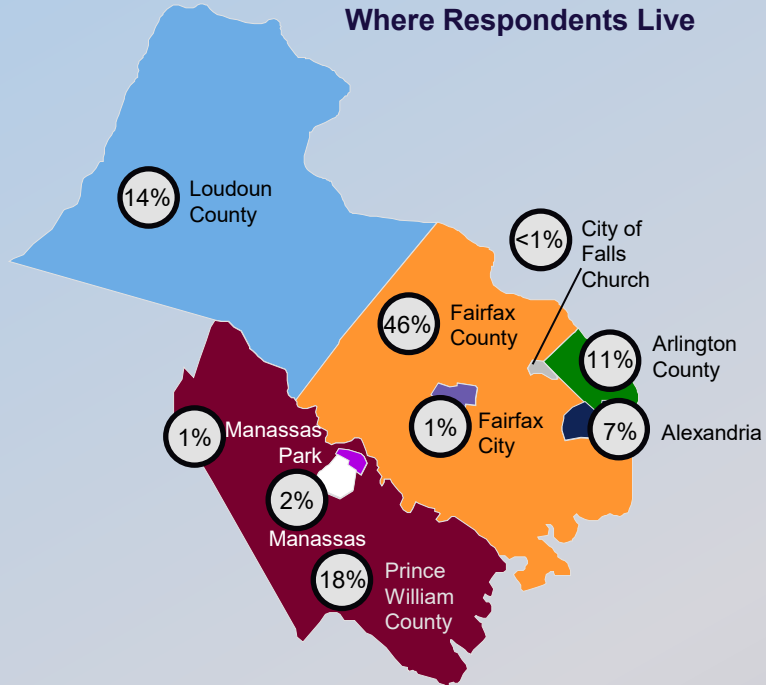 Where Respondents Live
14%
Loudoun
County
<1%
City of
Falls
Church
46%
Fairfax
County
11%
Arlington
County
1%
Manassas
Park
1%
Fairfax
City
7%
Alexandria
2%
Manassas
18%
Prince
William
County